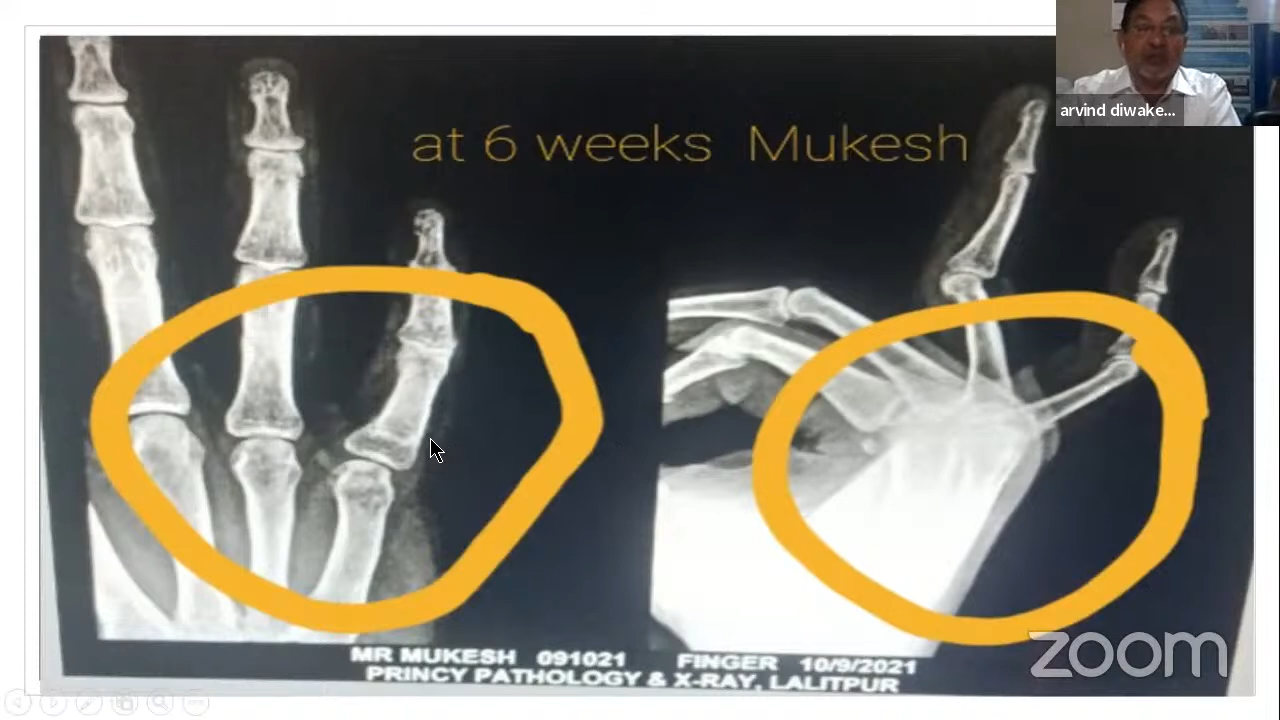 arvind diwake...
at 6 weeks Mukesh
MR MUKESH 091021 FINGER 10/9/2021
PRINCY PATHOLOGY & X-RAY, LALITPUR
zoom